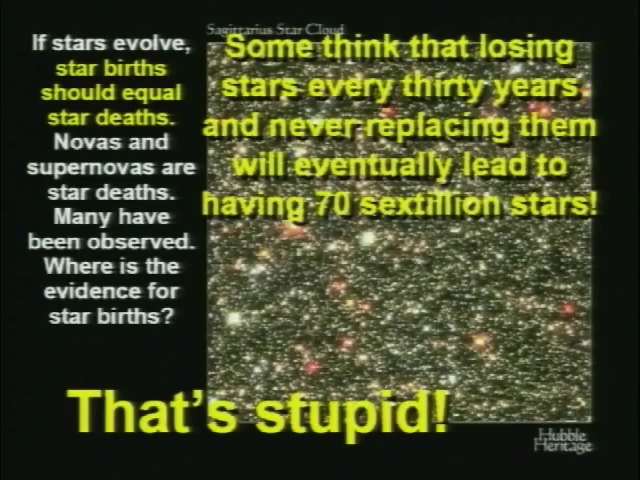 Sagittarius Star Cloud
If stars evolve,
star births
should equal
star deaths.
Novas and
supernovas are
star deaths.
Many have
been observed.
Where is the
evidence for
star births?
Some think that losing
stars every thirty years
and never replacing them
will eventually lead to
having 70 sextillion stars!
That's stupid!
Hubble
Heritage